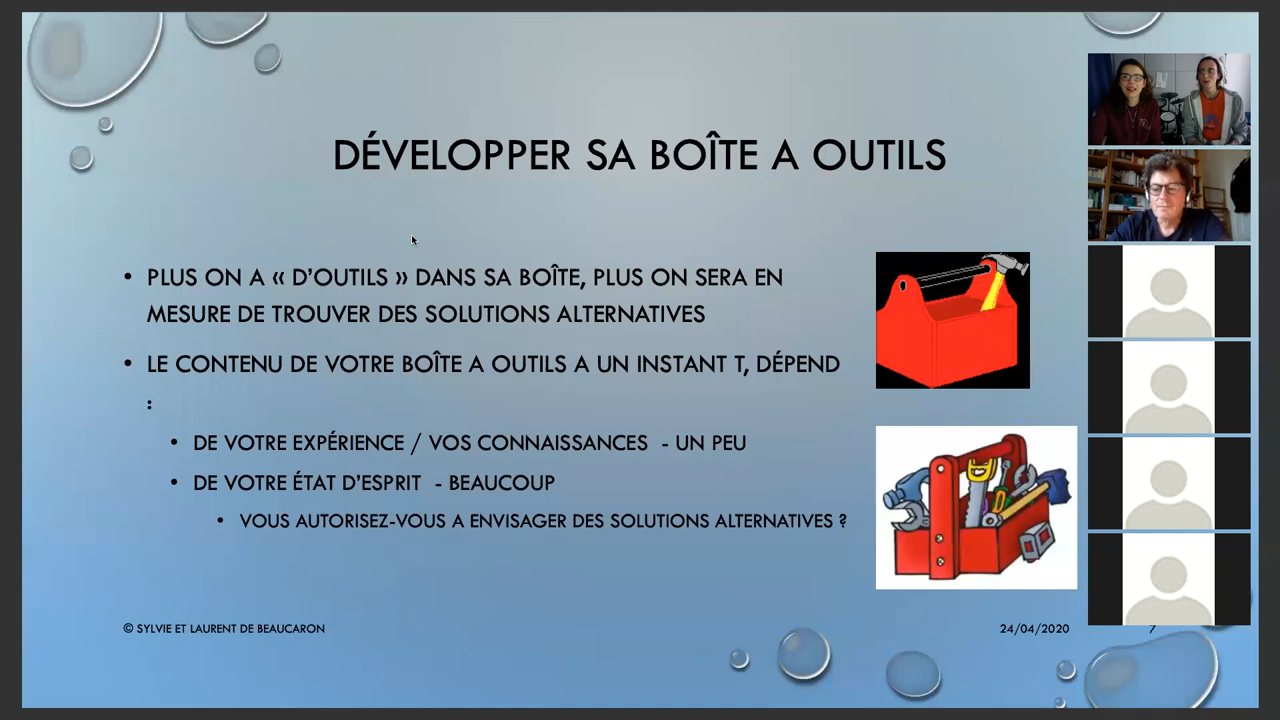 DÉVELOPPER SA BOÎTE A OUTILS
• PLUS ON A « D’OUTILS » DANS SA BOÎTE, PLUS ON SERA EN
MESURE DE TROUVER DES SOLUTIONS ALTERNATIVES
• LE CONTENU DE VOTRE BOÎTE A OUTILS A UN INSTANT T, DÉPEND
:
• DE VOTRE EXPÉRIENCE / VOS CONNAISSANCES - UN PEU
• DE VOTRE ÉTAT D’ESPRIT - BEAUCOUP
• VOUS AUTORISEZ-VOUS A ENVISAGER DES SOLUTIONS ALTERNATIVES ?
© SYLVIE ET LAURENT DE BEAUCARON
24/04/2020
7